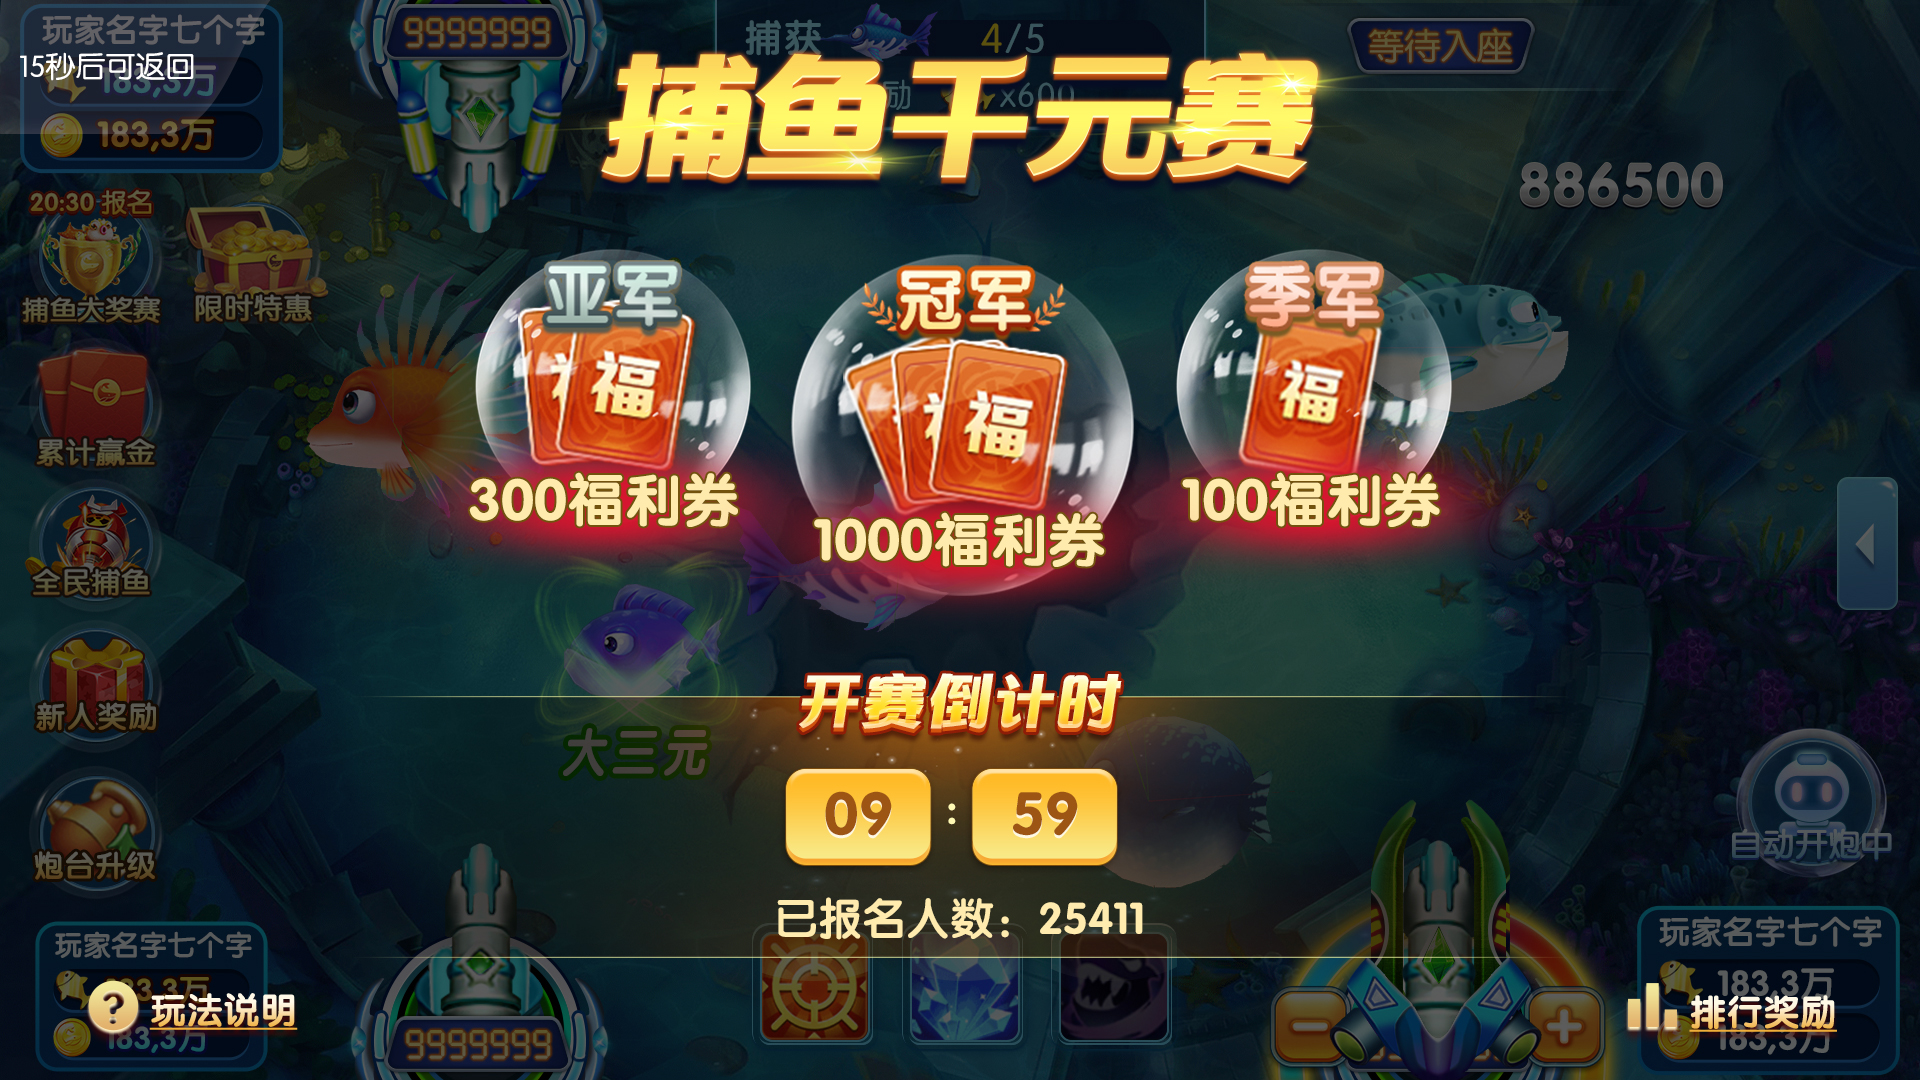 玩家名字七个字
15秒后可返回
183,3万
183,3万
9999999
捕获 4/5
励 x600
等待入座
捕鱼千元赛
886500
20:30 报名
捕鱼大奖赛
限时特惠
累计赢金
全民捕鱼
新人奖励
炮台升级
亚军
福
300福利券
冠军
福
1000福利券
季军
福
100福利券
大三元
开赛倒计时
09 : 59
已报名人数：25411
自动开炮中
玩家名字七个字
183,3万
183,3万
? 玩法说明
9999999
玩家名字七个字
183,3万
183,3万
排行奖励